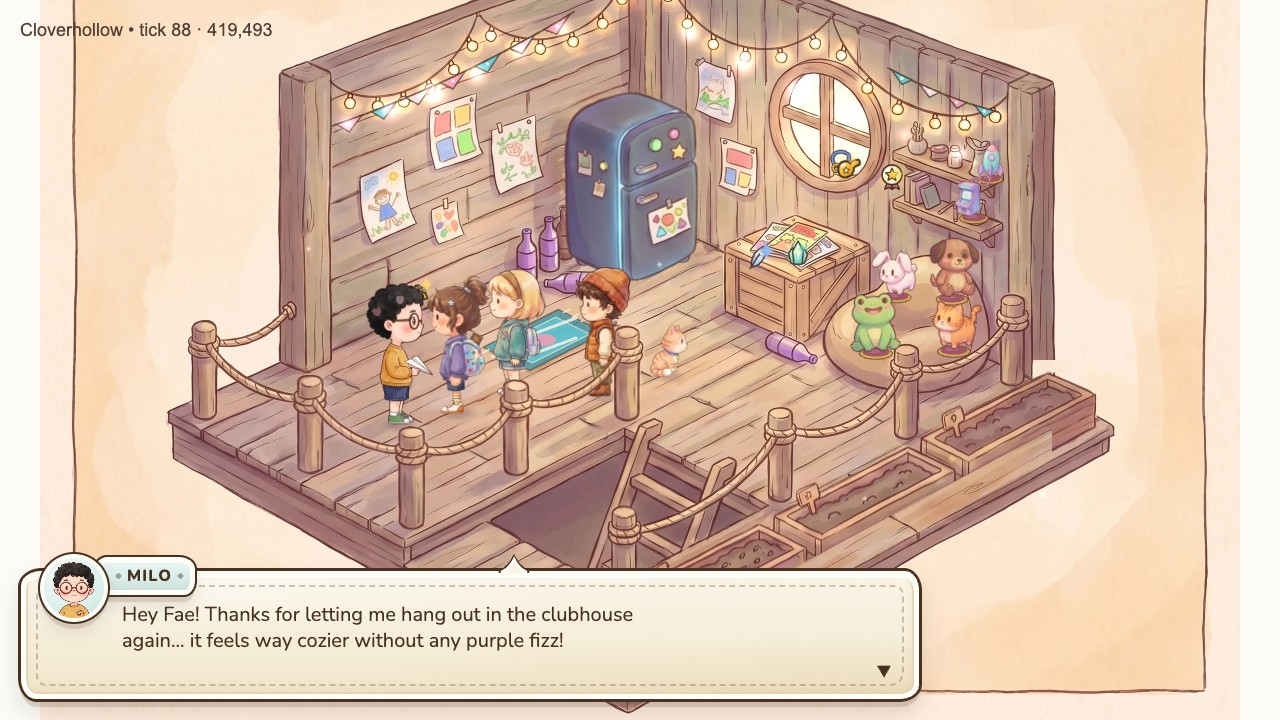 Cloverhollow • tick 88 · 419,493
MILO
Hey Fae! Thanks for letting me hang out in the clubhouse
again... it feels way cozier without any purple fizz!